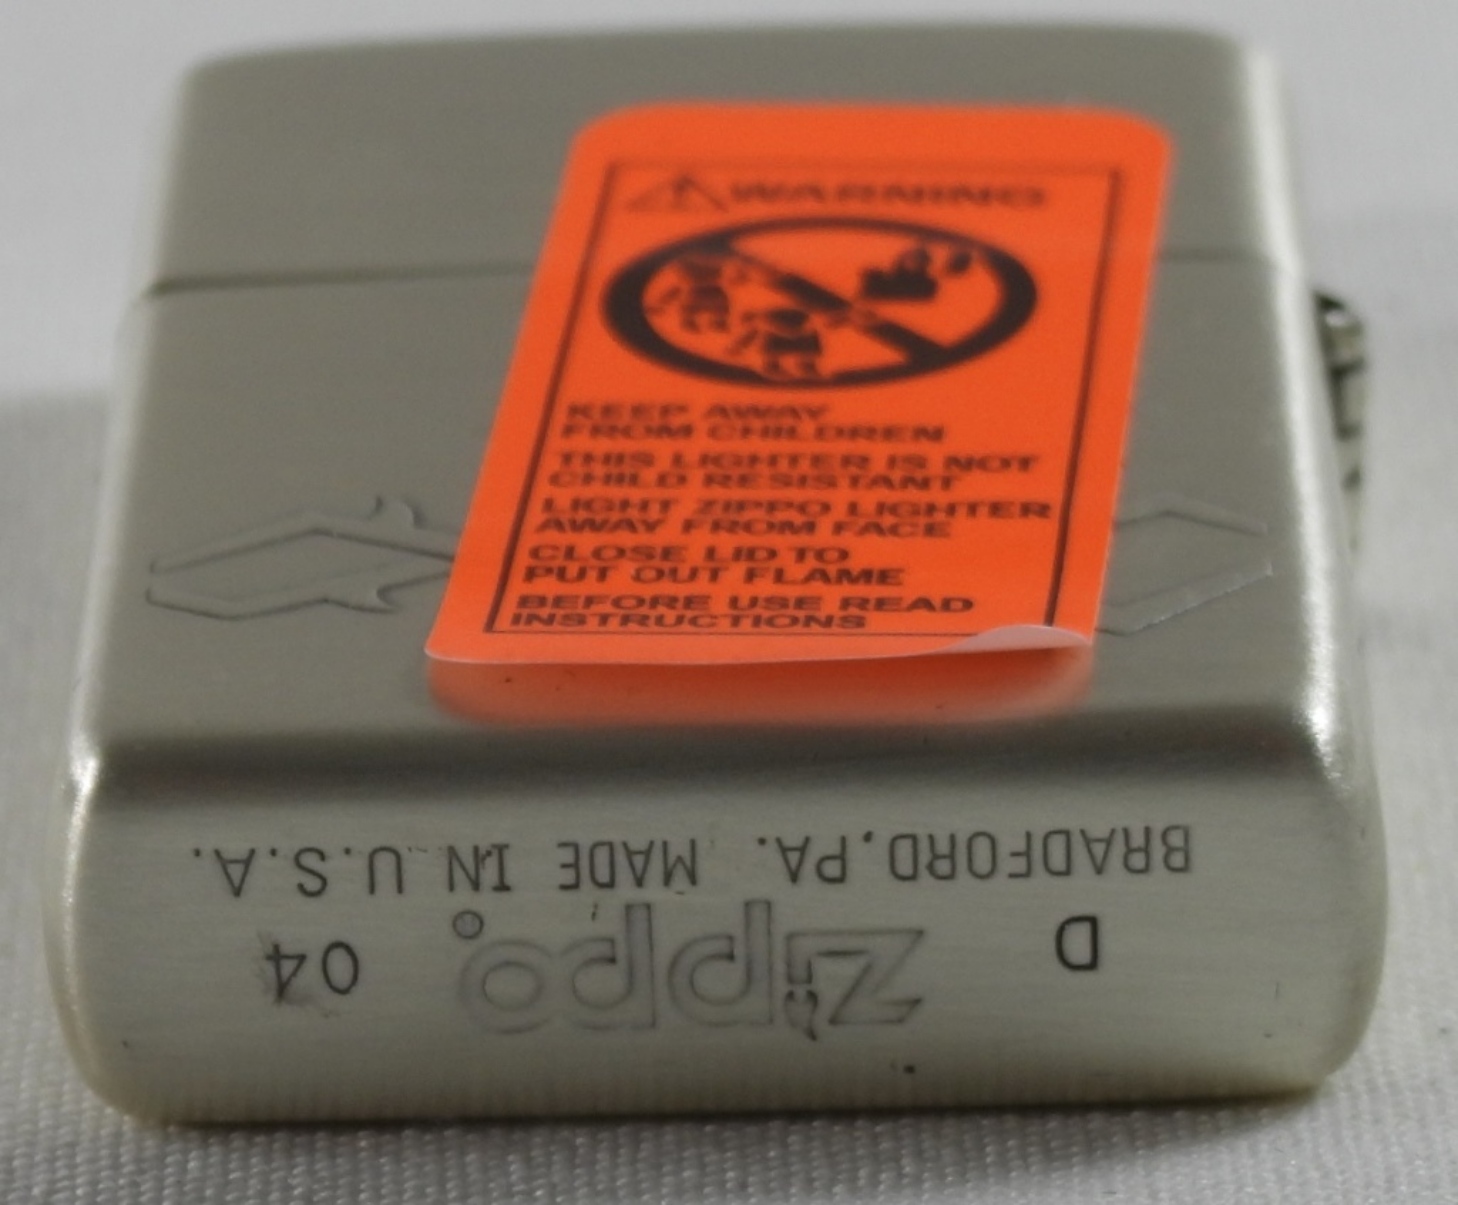 WARNING
KEEP AWAY
FROM CHILDREN
THIS LIGHTER IS NOT
CHILD RESISTANT
LIGHT ZIPPO LIGHTER
AWAY FROM FACE
CLOSE LID TO
PUT OUT FLAME
BEFORE USE READ
INSTRUCTIONS
D Zippo® 04
BRADFORD, PA. MADE IN U.S.A.